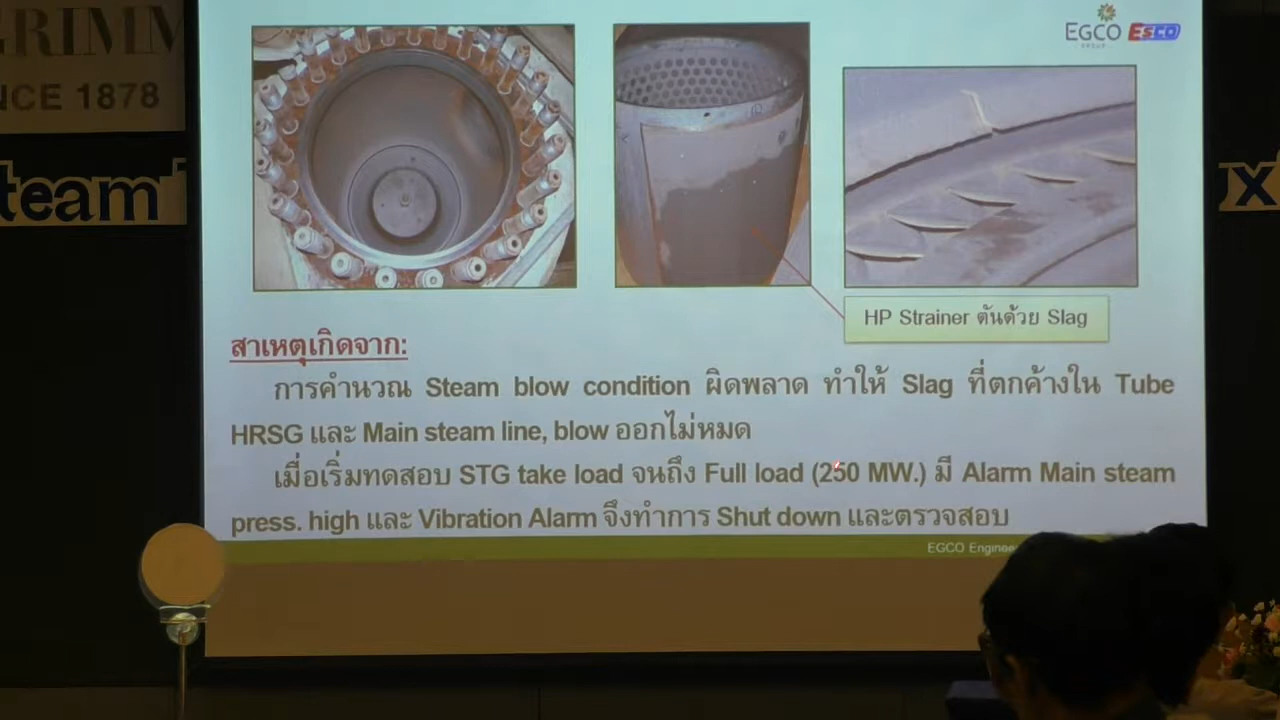 NCE 1878
team
EGCO
GROUP
ESCO
HP Strainer ตันด้วย Slag
สาเหตุเกิดจาก:
การคำนวณ Steam blow condition ผิดพลาด ทำให้ Slag ที่ตกค้างใน Tube
HRSG และ Main steam line, blow ออกไม่หมด
เมื่อเริ่มทดสอบ STG take load จนถึง Full load (250 MW.) มี Alarm Main steam
press. high และ Vibration Alarm จึงทำการ Shut down และตรวจสอบ
EGCO Enginee